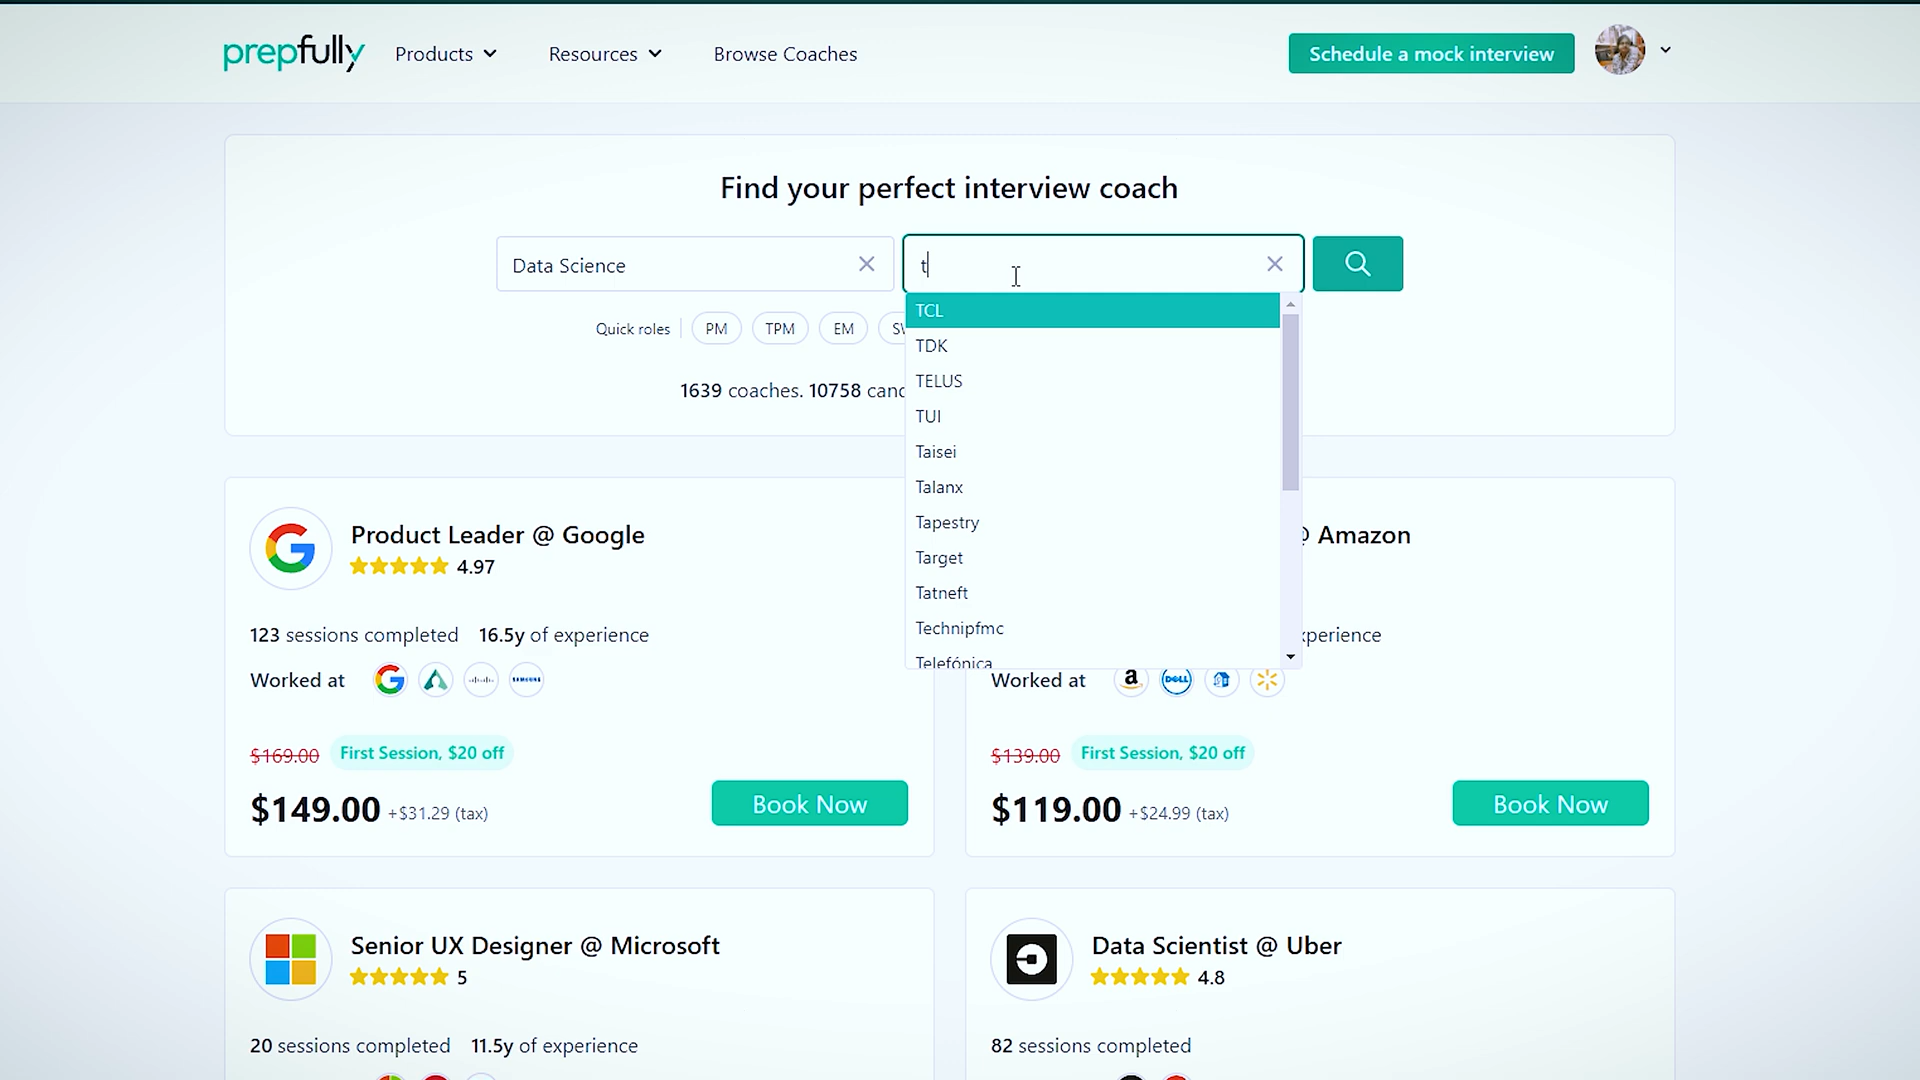 prepfully
Products
Resources
Browse Coaches
Schedule a mock interview
Find your perfect interview coach
Data Science
t
Quick roles
PM
TPM
EM
TCL
TDK
TELUS
TUI
Taisei
Talanx
Tapestry
Target
Tatneft
Technipfmc
Telefónica
1639 coaches. 10758
Product Leader @ Google
4.97
123 sessions completed 16.5y of experience
Worked at
SAMSUNG
$169.00 First Session, $20 off
$149.00 +$31.29 (tax)
Book Now
@ Amazon
Worked at
a
DELL
$139.00 First Session, $20 off
$119.00 +$24.99 (tax)
Book Now
Senior UX Designer @ Microsoft
5
20 sessions completed 11.5y of experience
Data Scientist @ Uber
4.8
82 sessions completed